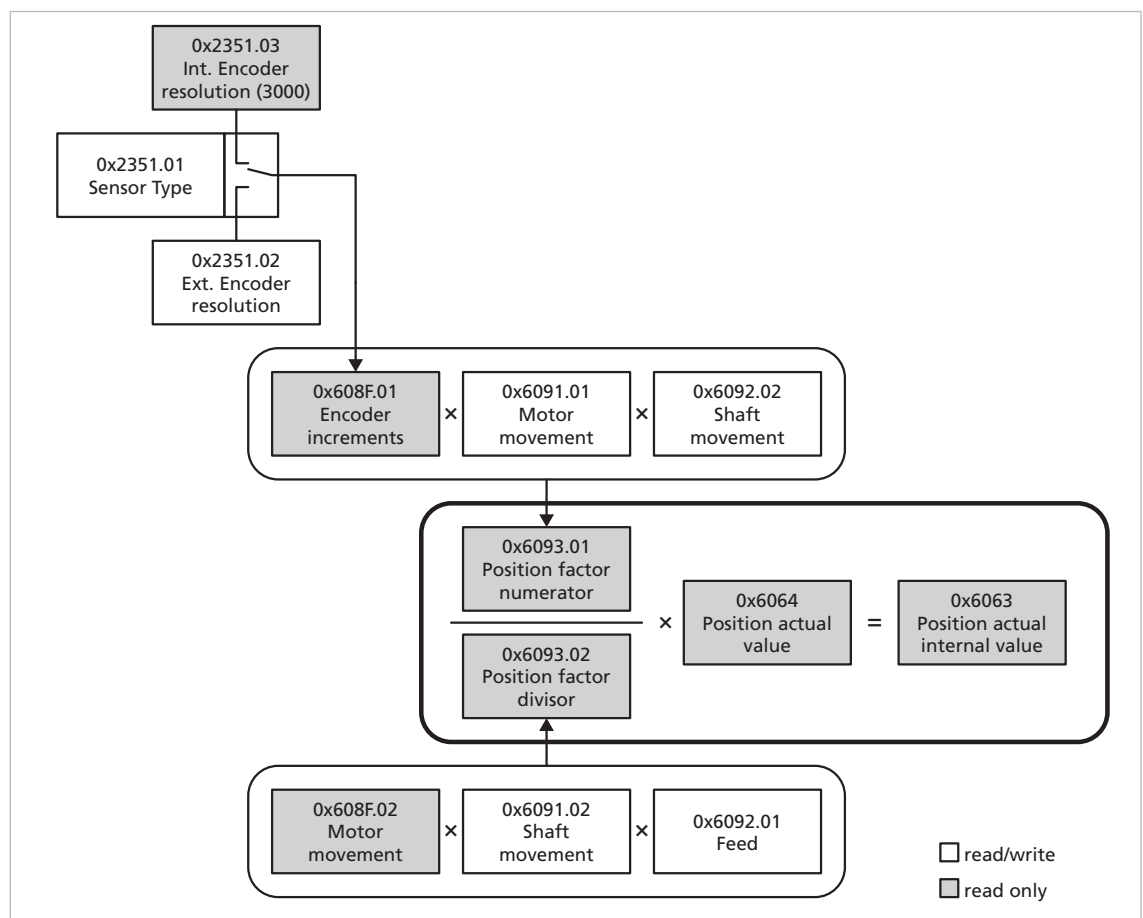 0x2351.03
Int. Encoder
resolution (3000)
0x2351.01
Sensor Type
0x2351.02
Ext. Encoder
resolution
0x608F.01
Encoder
increments
×
0x6091.01
Motor
movement
×
0x6092.02
Shaft
movement
0x6093.01
Position factor
numerator
0x6093.02
Position factor
divisor
×
0x6064
Position actual
value
=
0x6063
Position actual
internal value
0x608F.02
Motor
movement
×
0x6091.02
Shaft
movement
×
0x6092.01
Feed
read/write
read only